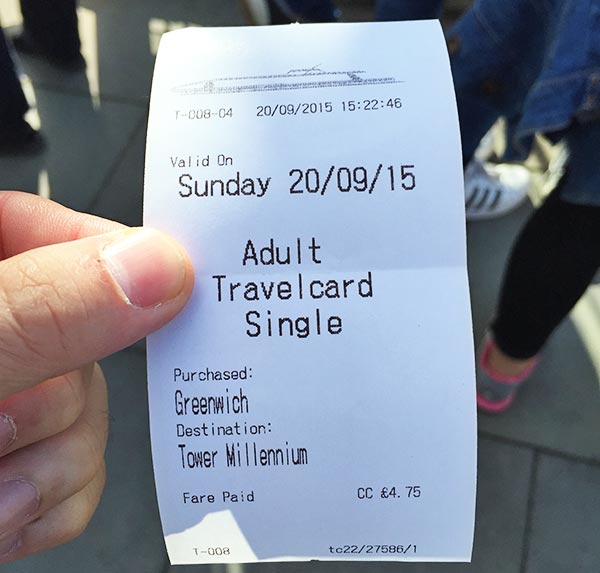 T-008-04 20/09/2015 15:22:46
Valid On
Sunday 20/09/15
Adult
Travelcard
Single
Purchased:
Greenwich
Destination:
Tower Millennium
Fare Paid CC £4.75
T-008 tc22/27586/1